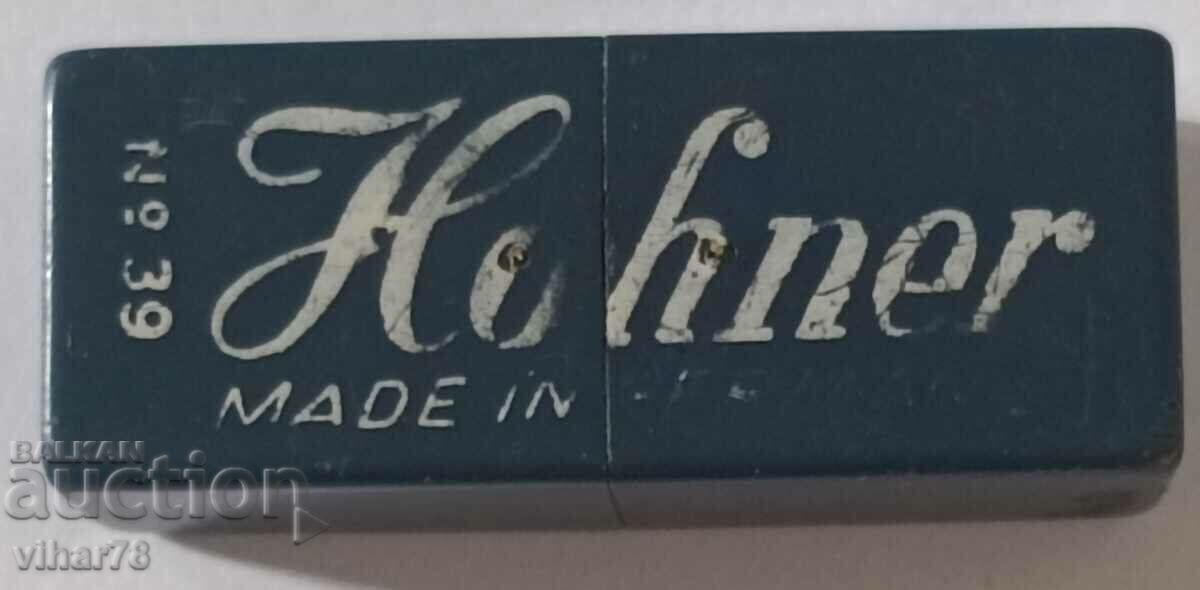 No 39
Hohner
MADE IN
BALKAN
auction
vihar78